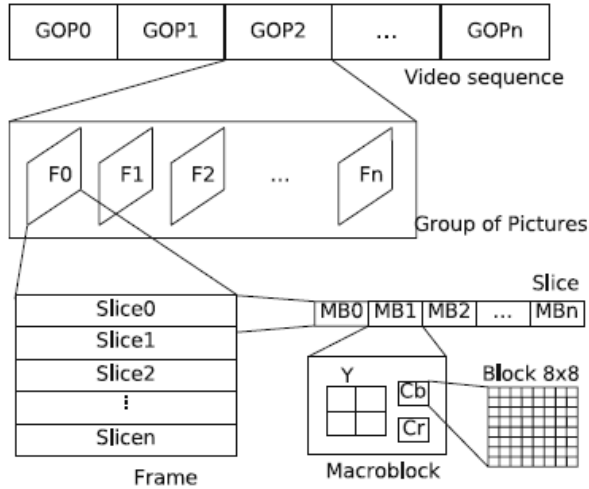 GOP0 GOP1 GOP2 ... GOPn
Video sequence
F0 F1 F2 ... Fn
Group of Pictures
Slice
Slice0
MB0 MB1 MB2 ... MBn
Slice1
Slice2
⋮
Slicen
Frame
Y
Cb
Cr
Macroblock
Block 8x8